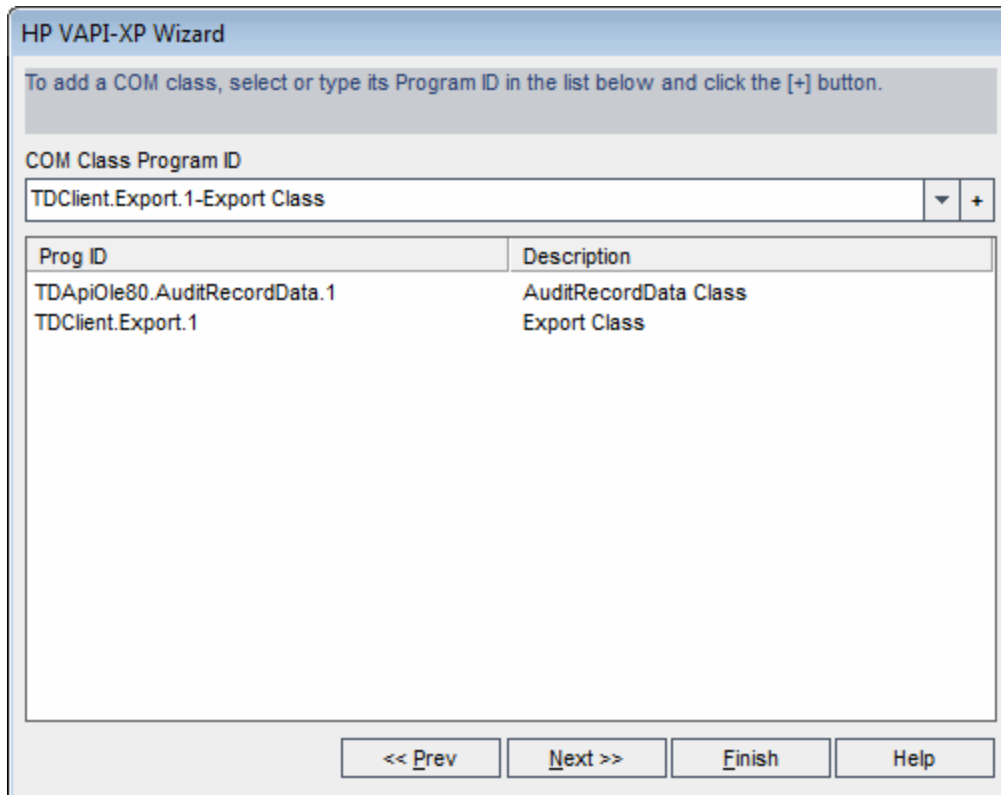 HP VAPI-XP Wizard
To add a COM class, select or type its Program ID in the list below and click the [+] button.
COM Class Program ID
TDClient.Export.1-Export Class +
Prog ID Description
TDApiOle80.AuditRecordData.1 AuditRecordData Class
TDClient.Export.1 Export Class
<< Prev Next >> Finish Help